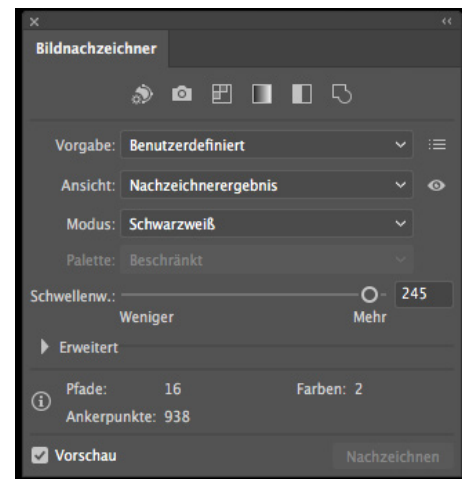 Bildnachzeichner
Vorgabe: Benutzerdefiniert
Ansicht: Nachzeichnerergebnis
Modus: Schwarzweiß
Palette: Beschränkt
Schwellenw.: 245
Weniger Mehr
Erweitert
Pfade: 16 Farben: 2
Ankerpunkte: 938
Vorschau Nachzeichnen